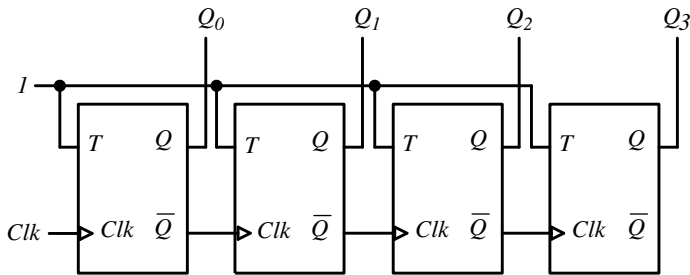 Q₀ Q₁ Q₂ Q₃
1
T Q T Q T Q T Q
Clk Clk Q̅ Clk Q̅ Clk Q̅ Clk Q̅